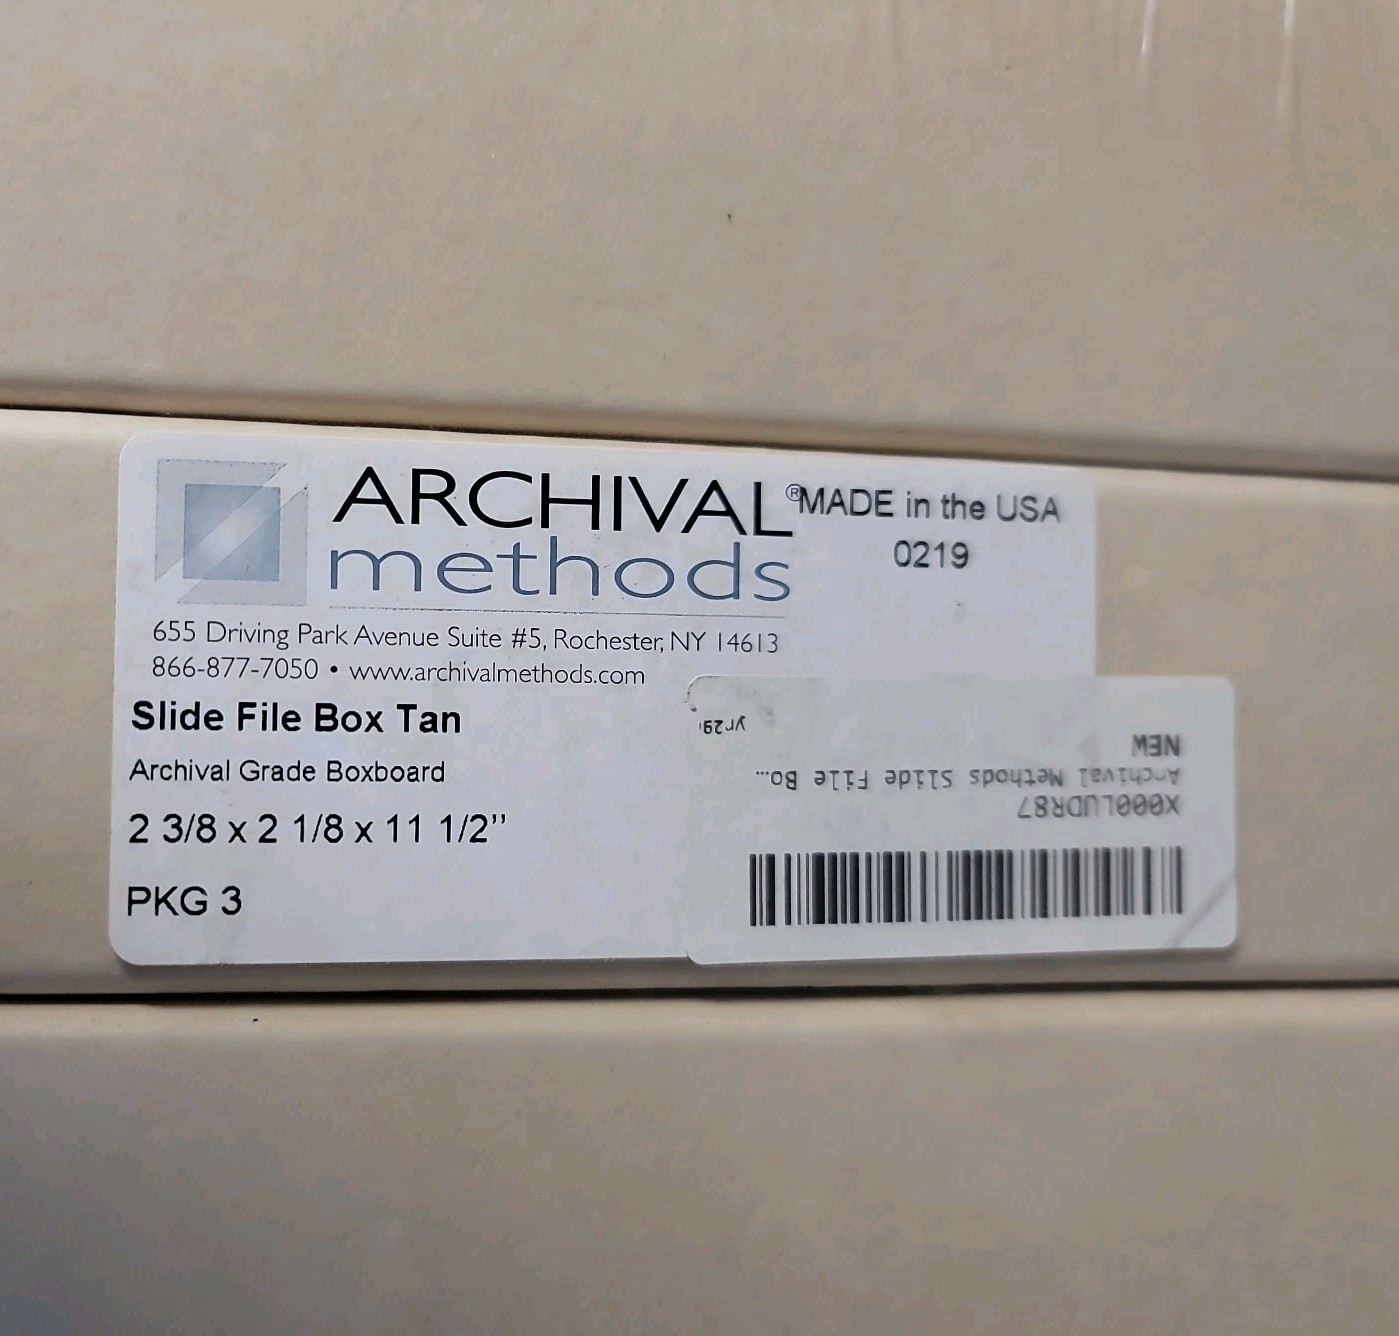 ARCHIVAL®
methods
MADE in the USA
0219
655 Driving Park Avenue Suite #5, Rochester, NY 14613
866-877-7050 • www.archivalmethods.com
Slide File Box Tan
Archival Grade Boxboard
2 3/8 x 2 1/8 x 11 1/2”
PKG 3
X000LUDR87
Archival Methods Slide File Bo...
NEW